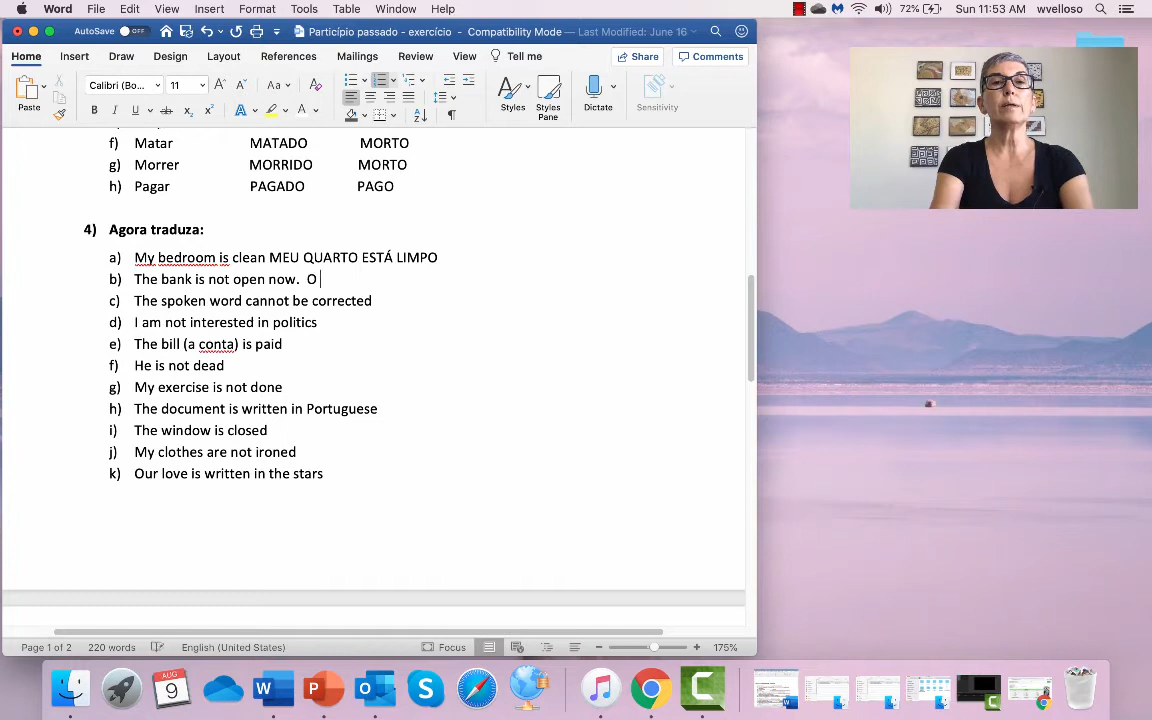 Word File Edit View Insert Format Tools Table Window Help 72% Sun 11:53 AM wvelloso
AutoSave OFF Particípio passado - exercício - Compatibility Mode — Last Modified: June 16
Home Insert Draw Design Layout References Mailings Review View Tell me Share Comments
Calibri (Bo... 11 Aa
Paste Styles Styles Pane Dictate Sensitivity
f) Matar MATADO MORTO
g) Morrer MORRIDO MORTO
h) Pagar PAGADO PAGO
4) Agora traduza:
a) My bedroom is clean MEU QUARTO ESTÁ LIMPO
b) The bank is not open now. O
c) The spoken word cannot be corrected
d) I am not interested in politics
e) The bill (a conta) is paid
f) He is not dead
g) My exercise is not done
h) The document is written in Portuguese
i) The window is closed
j) My clothes are not ironed
k) Our love is written in the stars
Page 1 of 2 220 words English (United States) Focus 175%
AUG
9